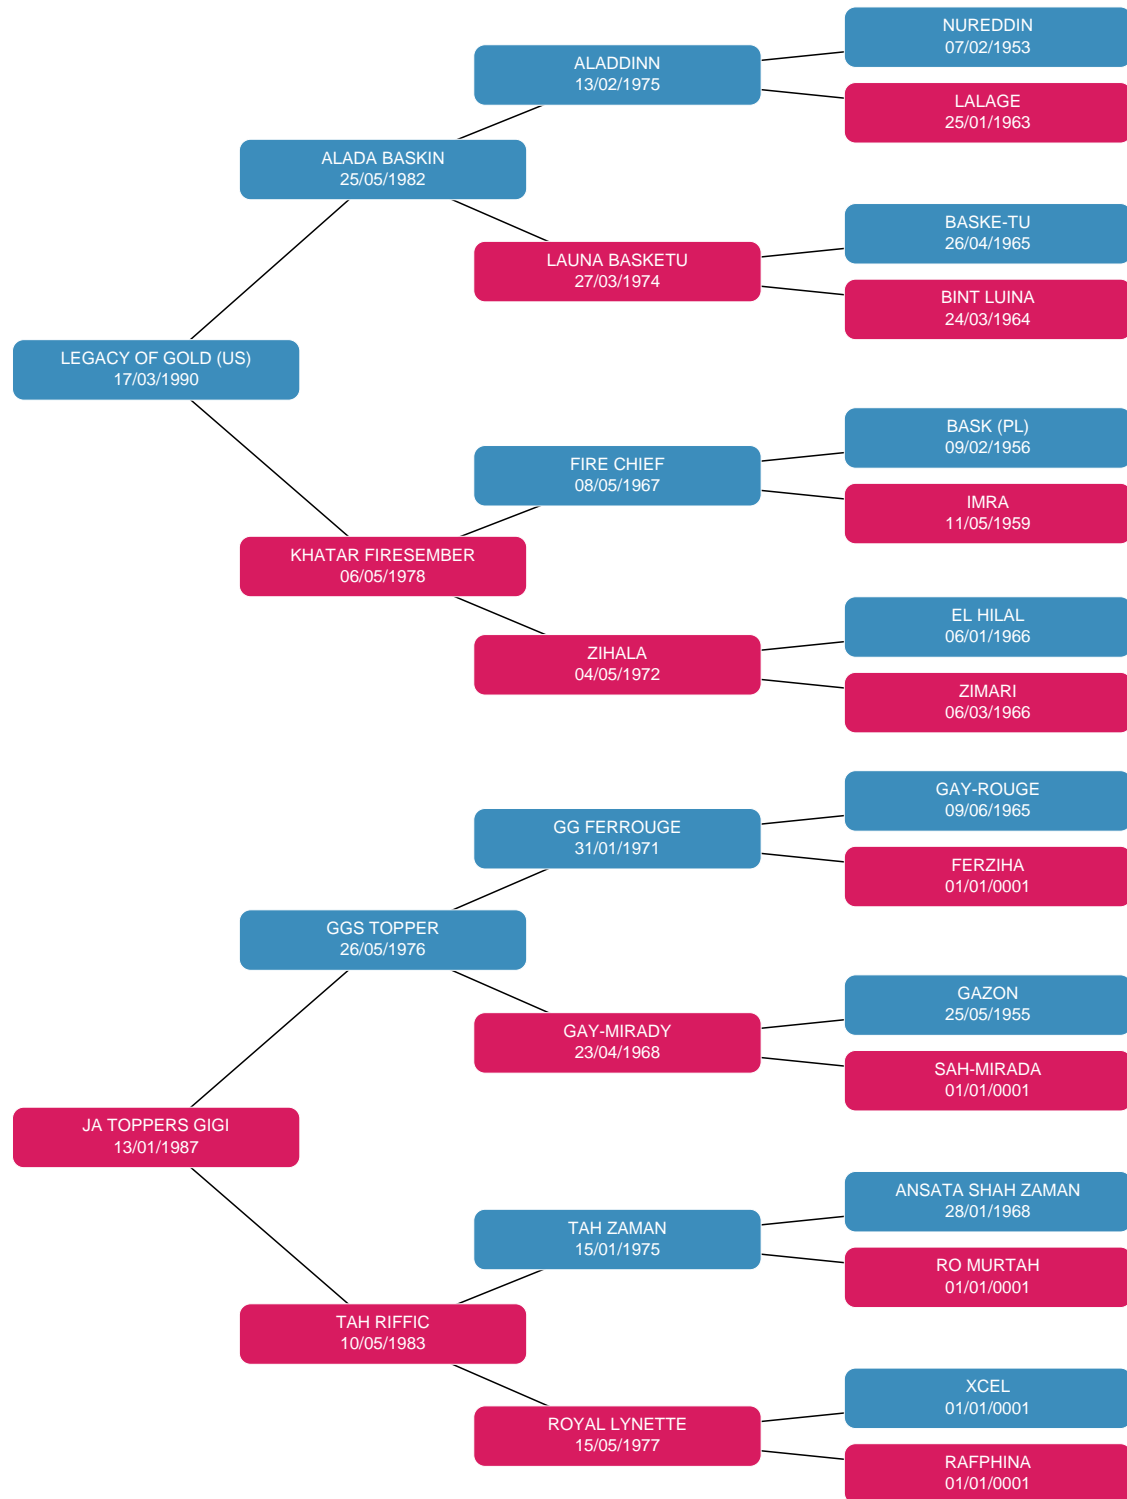 NUREDDIN
07/02/1953
ALADDINN
13/02/1975
LALAGE
25/01/1963
ALADA BASKIN
25/05/1982
BASKE-TU
26/04/1965
LAUNA BASKETU
27/03/1974
BINT LUINA
24/03/1964
LEGACY OF GOLD (US)
17/03/1990
BASK (PL)
09/02/1956
FIRE CHIEF
08/05/1967
IMRA
11/05/1959
KHATAR FIRESEMBER
06/05/1978
EL HILAL
06/01/1966
ZIHALA
04/05/1972
ZIMARI
06/03/1966
GAY-ROUGE
09/06/1965
GG FERROUGE
31/01/1971
FERZIHA
01/01/0001
GGS TOPPER
26/05/1976
GAZON
25/05/1955
GAY-MIRADY
23/04/1968
SAH-MIRADA
01/01/0001
JA TOPPERS GIGI
13/01/1987
ANSATA SHAH ZAMAN
28/01/1968
TAH ZAMAN
15/01/1975
RO MURTAH
01/01/0001
TAH RIFFIC
10/05/1983
XCEL
01/01/0001
ROYAL LYNETTE
15/05/1977
RAFPHINA
01/01/0001